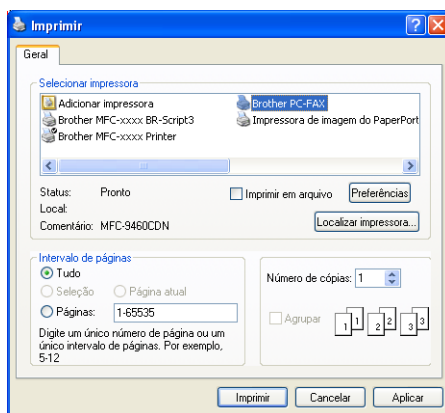 Imprimir
Geral
Selecionar impressora
Adicionar impressora
Brother PC-FAX
Brother MFC-xxxx BR-Script3
Impressora de imagem do PaperPort
Brother MFC-xxxx Printer
Status: Pronto
Imprimir em arquivo
Preferências
Local:
Comentário: MFC-9460CDN
Localizar impressora...
Intervalo de páginas
Tudo
Seleção
Página atual
Páginas: 1-65535
Digite um único número de página ou um
único intervalo de páginas. Por exemplo,
5-12
Número de cópias: 1
Agrupar
1 1 2 2 3 3
Imprimir
Cancelar
Aplicar